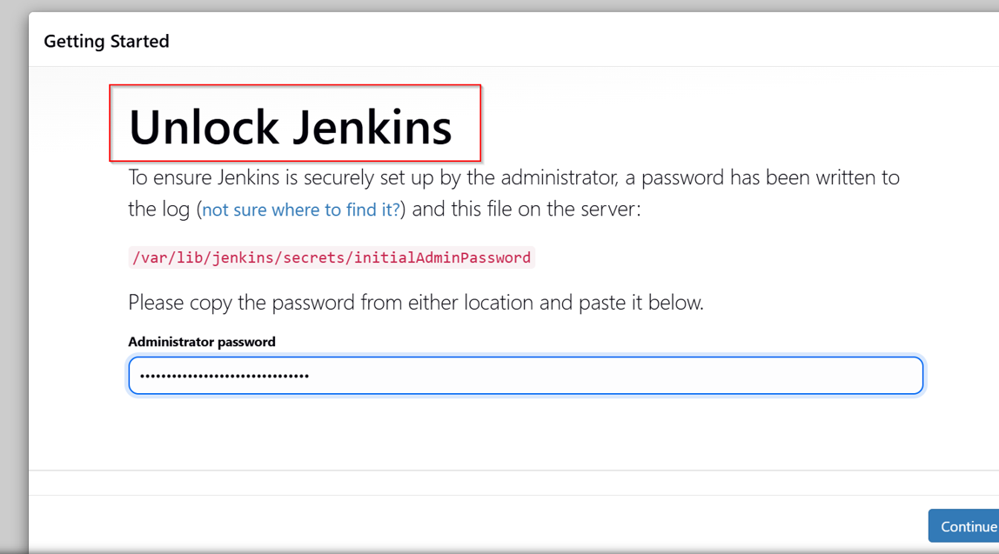 Getting Started
Unlock Jenkins
To ensure Jenkins is securely set up by the administrator, a password has been written to
the log (not sure where to find it?) and this file on the server:
/var/lib/jenkins/secrets/initialAdminPassword
Please copy the password from either location and paste it below.
Administrator password
••••••••••••••••••••••••••••••••
Continue